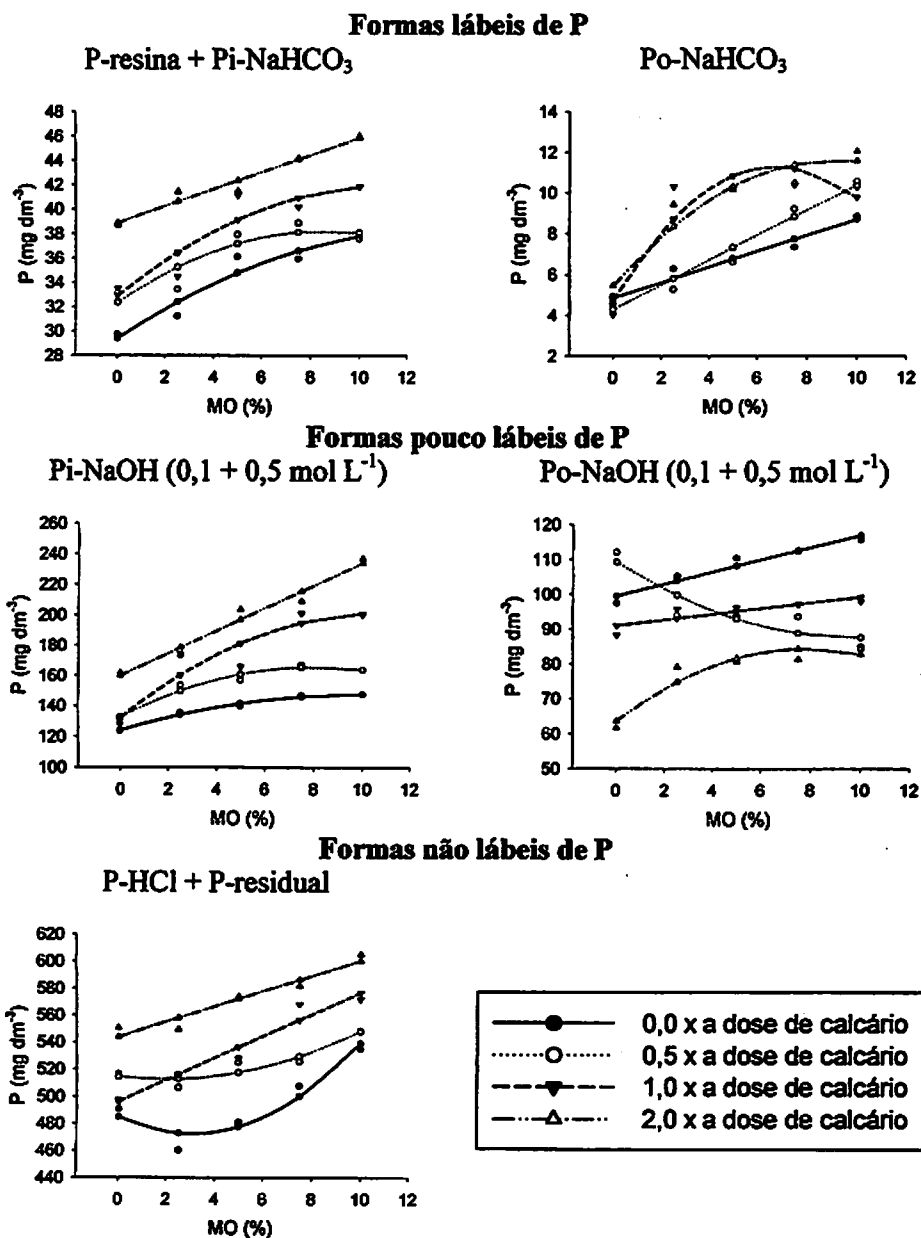 Formas lábeis de P
P-resina + Pi-NaHCO₃
Po-NaHCO₃
48
46
44
42
40
38
36
34
32
30
28
P (mg dm⁻³)
0 2 4 6 8 10 12
MO (%)
14
12
10
8
6
4
2
P (mg dm⁻³)
0 2 4 6 8 10 12
MO (%)
Formas pouco lábeis de P
Pi-NaOH (0,1 + 0,5 mol L⁻¹)
Po-NaOH (0,1 + 0,5 mol L⁻¹)
260
240
220
200
180
160
140
120
100
P (mg dm⁻³)
0 2 4 6 8 10 12
MO (%)
120
110
100
90
80
70
60
50
P (mg dm⁻³)
0 2 4 6 8 10 12
MO (%)
Formas não lábeis de P
P-HCl + P-residual
620
600
580
560
540
520
500
480
460
440
P (mg dm⁻³)
0 2 4 6 8 10 12
MO (%)
0,0 x a dose de calcário
0,5 x a dose de calcário
1,0 x a dose de calcário
2,0 x a dose de calcário